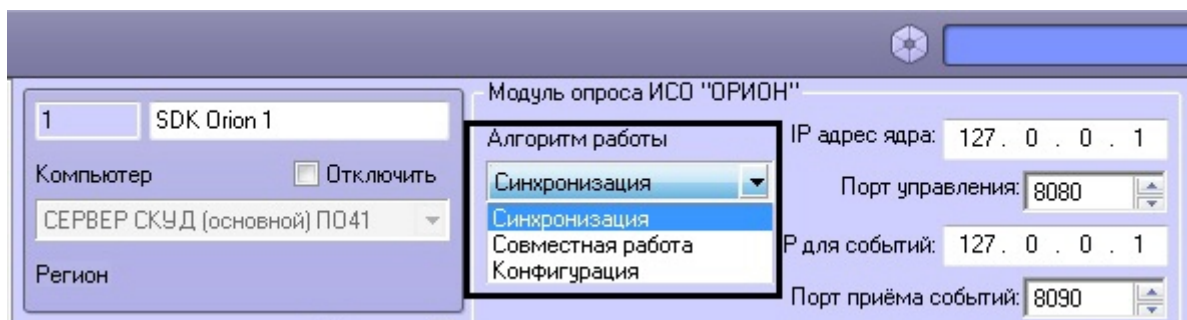 Модуль опроса ИСО "ОРИОН"
1
SDK Orion 1
Компьютер
Отключить
СЕРВЕР СКУД (основной) ПО41
Регион
Алгоритм работы
Синхронизация
Синхронизация
Совместная работа
Конфигурация
IP адрес ядра: 127 . 0 . 0 . 1
Порт управления: 8080
Р для событий: 127 . 0 . 0 . 1
Порт приёма событий: 8090